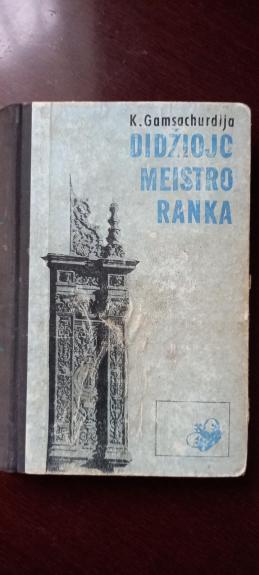 K. Gamsachurdija
DIDŽIOJO
MEISTRO
RANKA